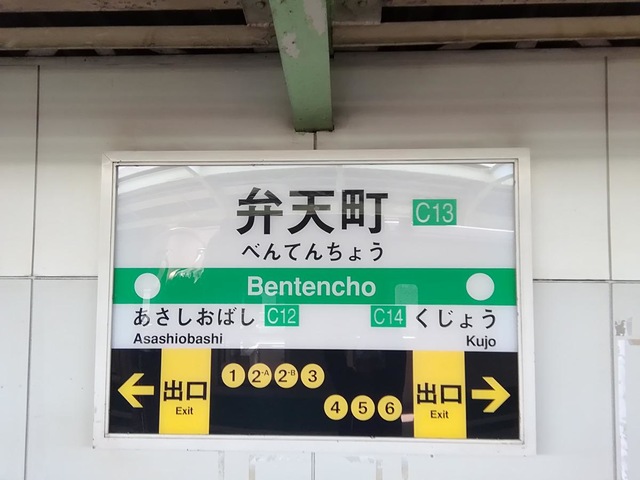 弁天町 C13
べんてんちょう
Bentencho
あさしおばし C12 C14 くじょう
Asashiobashi Kujo
出口 1 2-A 2-B 3 出口
Exit 4 5 6 Exit